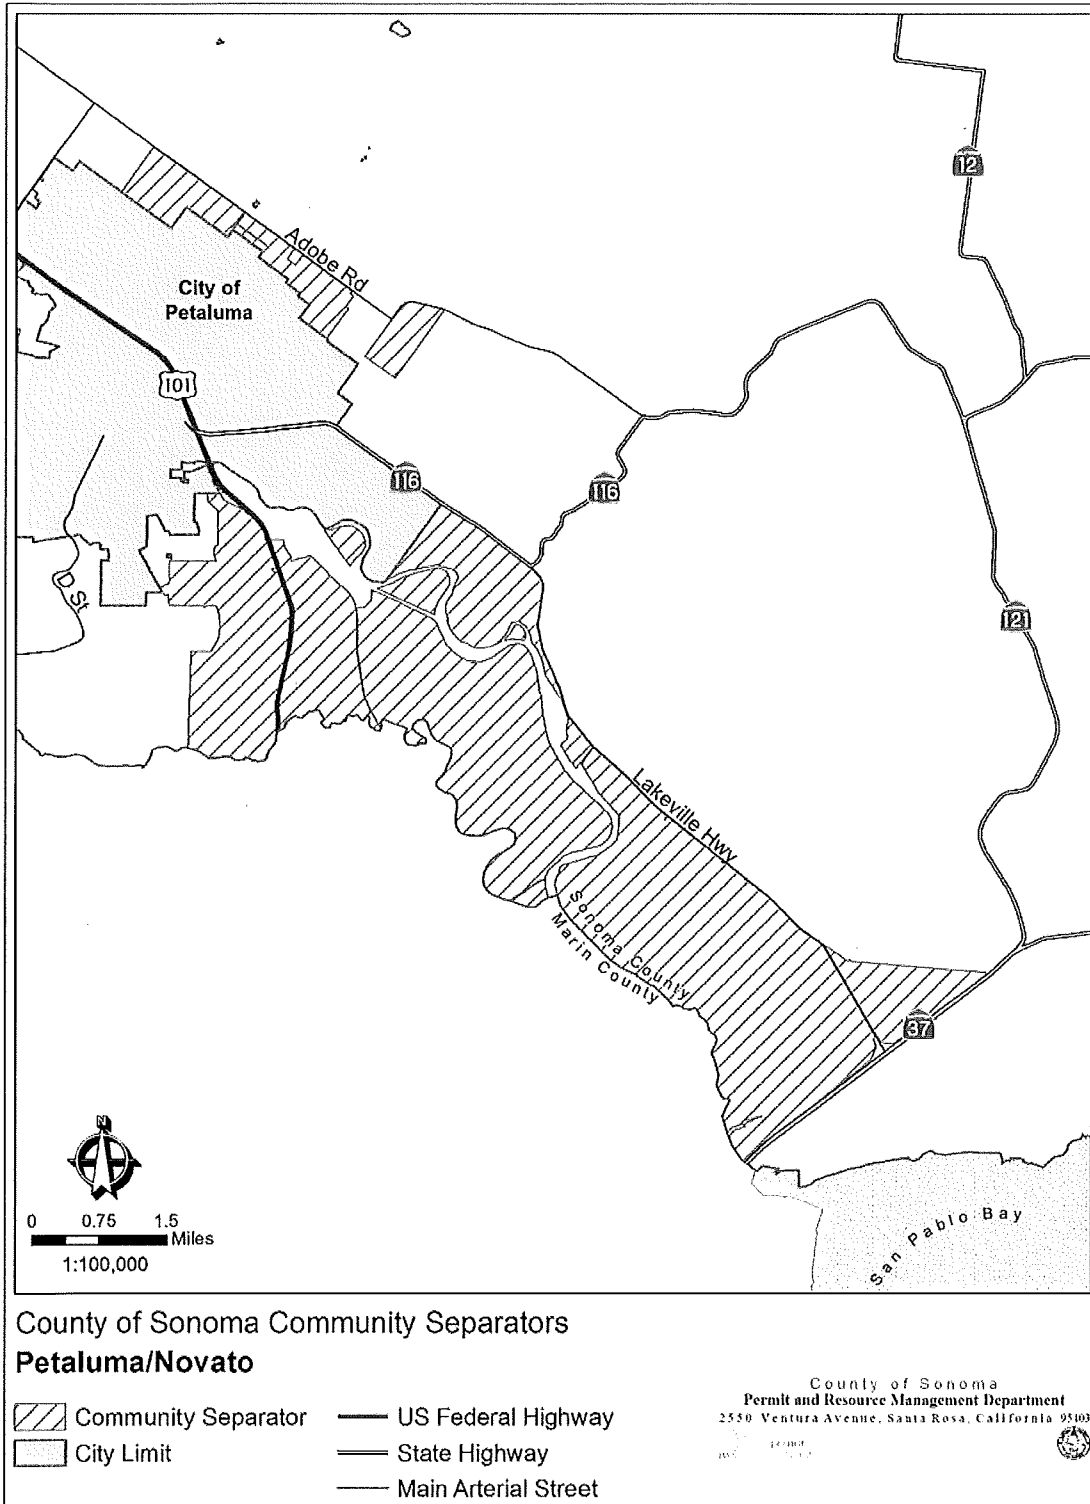 12
Adobe Rd
City of
Petaluma
101
116
116
D St
121
Lakeville Hwy
Sonoma County
Marin County
37
N
0 0.75 1.5
Miles
1:100,000
San Pablo Bay
County of Sonoma Community Separators
Petaluma/Novato
Community Separator
City Limit
US Federal Highway
State Highway
Main Arterial Street
County of Sonoma
Permit and Resource Management Department
2550 Ventura Avenue, Santa Rosa, California 95403